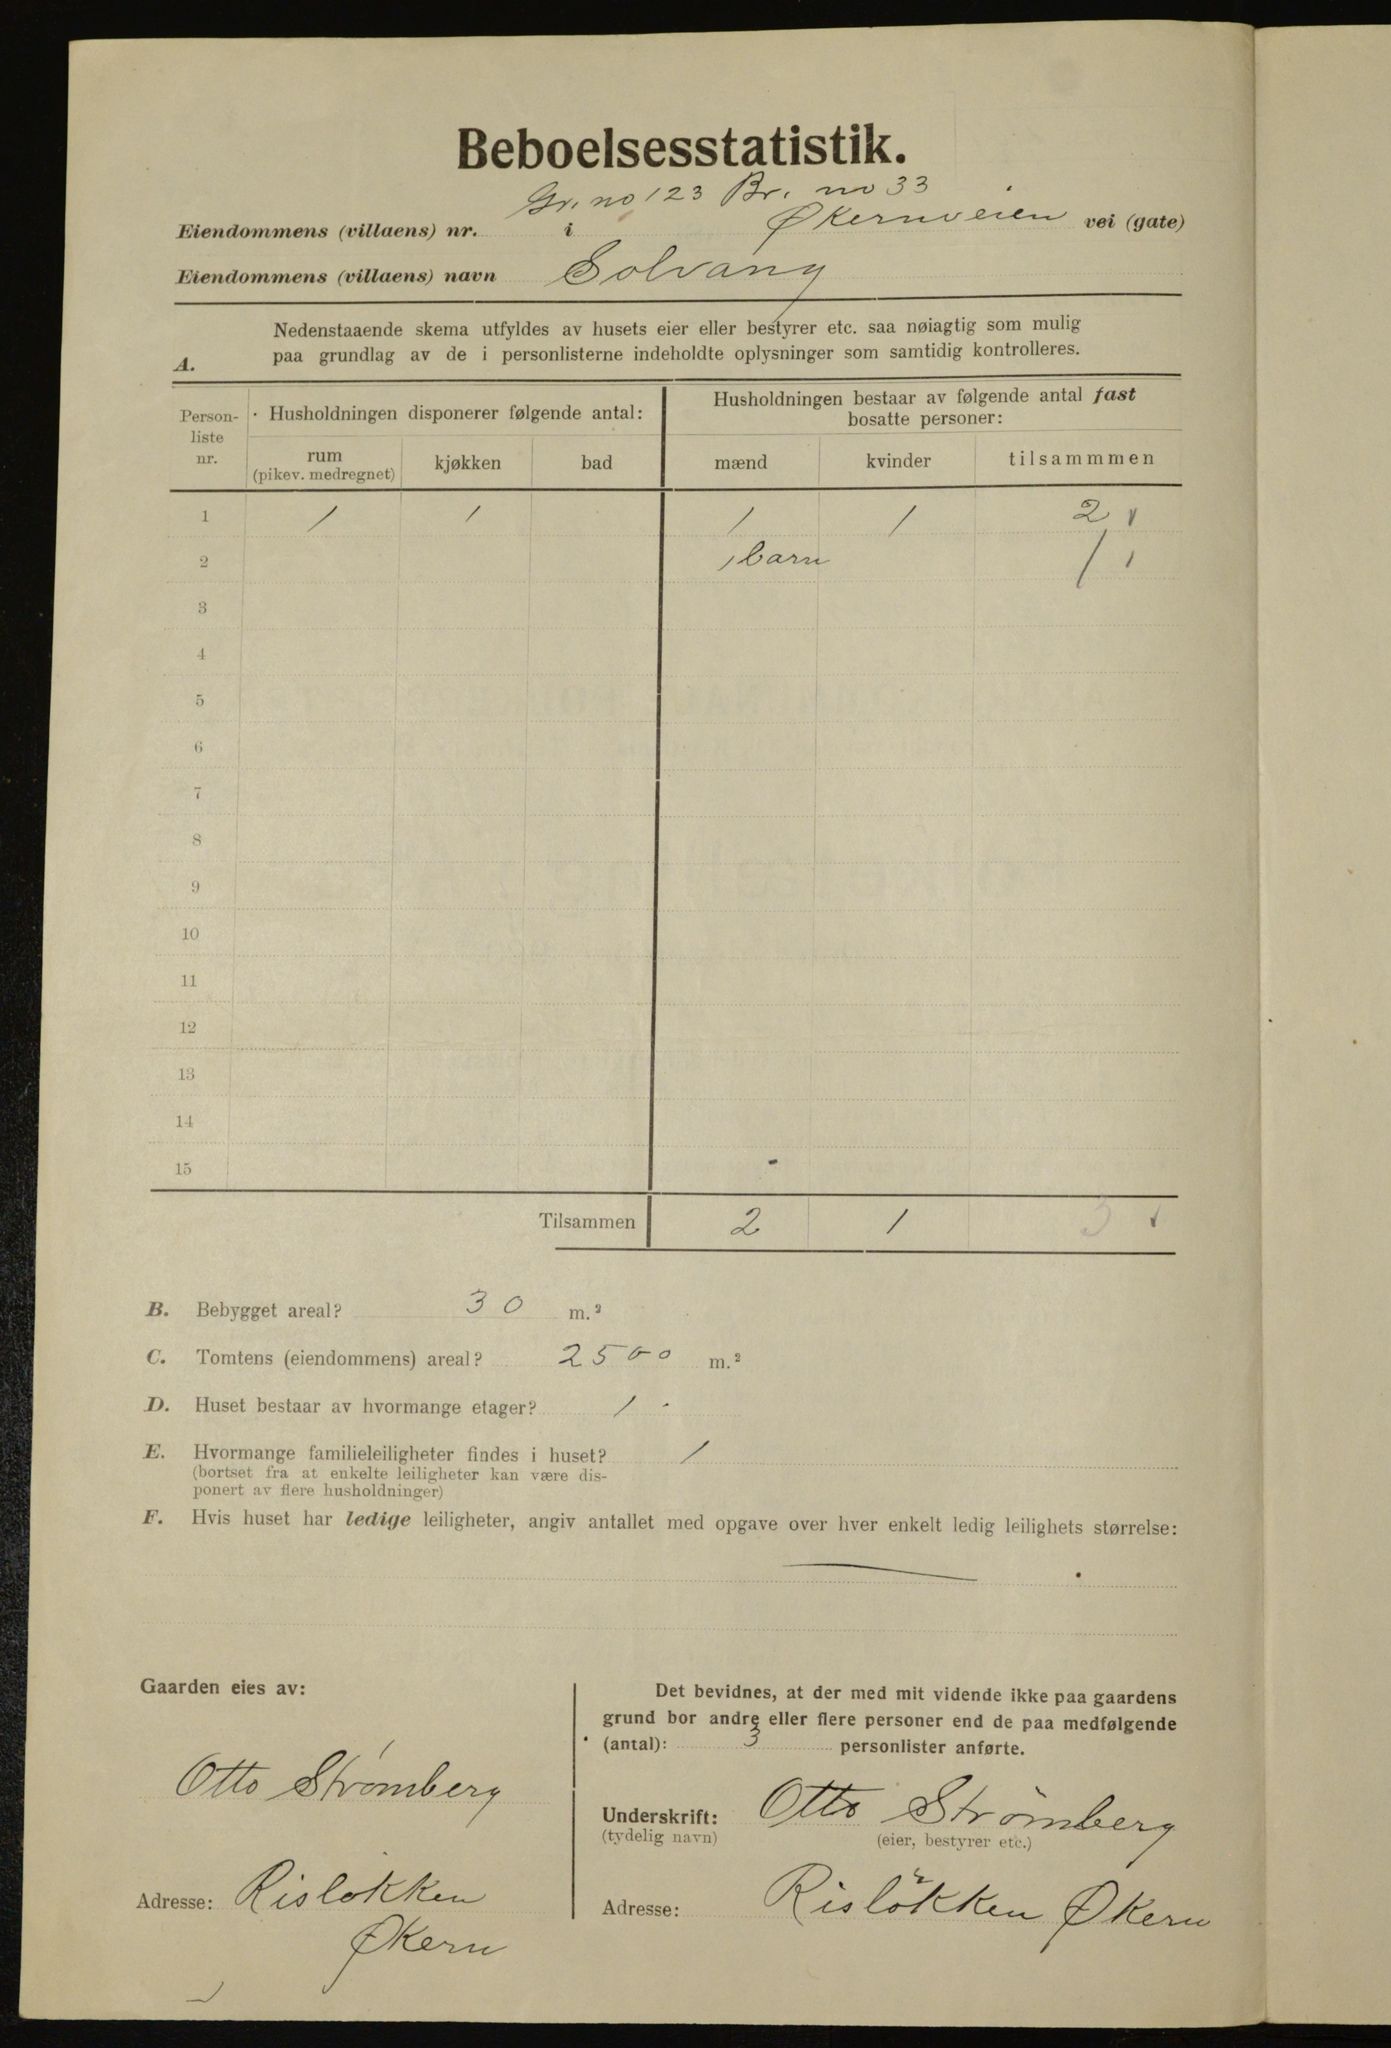 Beboelsesstatistik.
Gr. no 123 Br. no 33
Eiendommens (villaens) nr. i Økernveien vei (gate)
Eiendommens (villaens) navn Solvang
Nedenstaaende skema utfyldes av husets eier eller bestyrer etc. saa nøiagtig som mulig
A. paa grundlag av de i personlisterne indeholdte oplysninger som samtidig kontrolleres.
Person-
liste
nr.
Husholdningen disponerer følgende antal:
Husholdningen bestaar av følgende antal fast
bosatte personer:
rum
(pikev. medregnet)
kjøkken
bad
mænd
kvinder
tilsammmen
1 1 1 1 1 2
2 1 barn 1
3
4
5
6
7
8
9
10
11
12
13
14
15
Tilsammen 2 1 3
B. Bebygget areal? 30 m.²
C. Tomtens (eiendommens) areal? 2500 m.²
D. Huset bestaar av hvormange etager? 1
E. Hvormange familieleiligheter findes i huset? 1
(bortset fra at enkelte leiligheter kan være dis-
ponert av flere husholdninger)
F. Hvis huset har ledige leiligheter, angiv antallet med opgave over hver enkelt ledig leilighets størrelse:
Gaarden eies av:
Otto Strømberg
Adresse: Risløkken
Økern
Det bevidnes, at der med mit vidende ikke paa gaardens
grund bor andre eller flere personer end de paa medfølgende
(antal): 3 personlister anførte.
Underskrift: Otto Strømberg
(tydelig navn) (eier, bestyrer etc.)
Adresse: Risløkken Økern